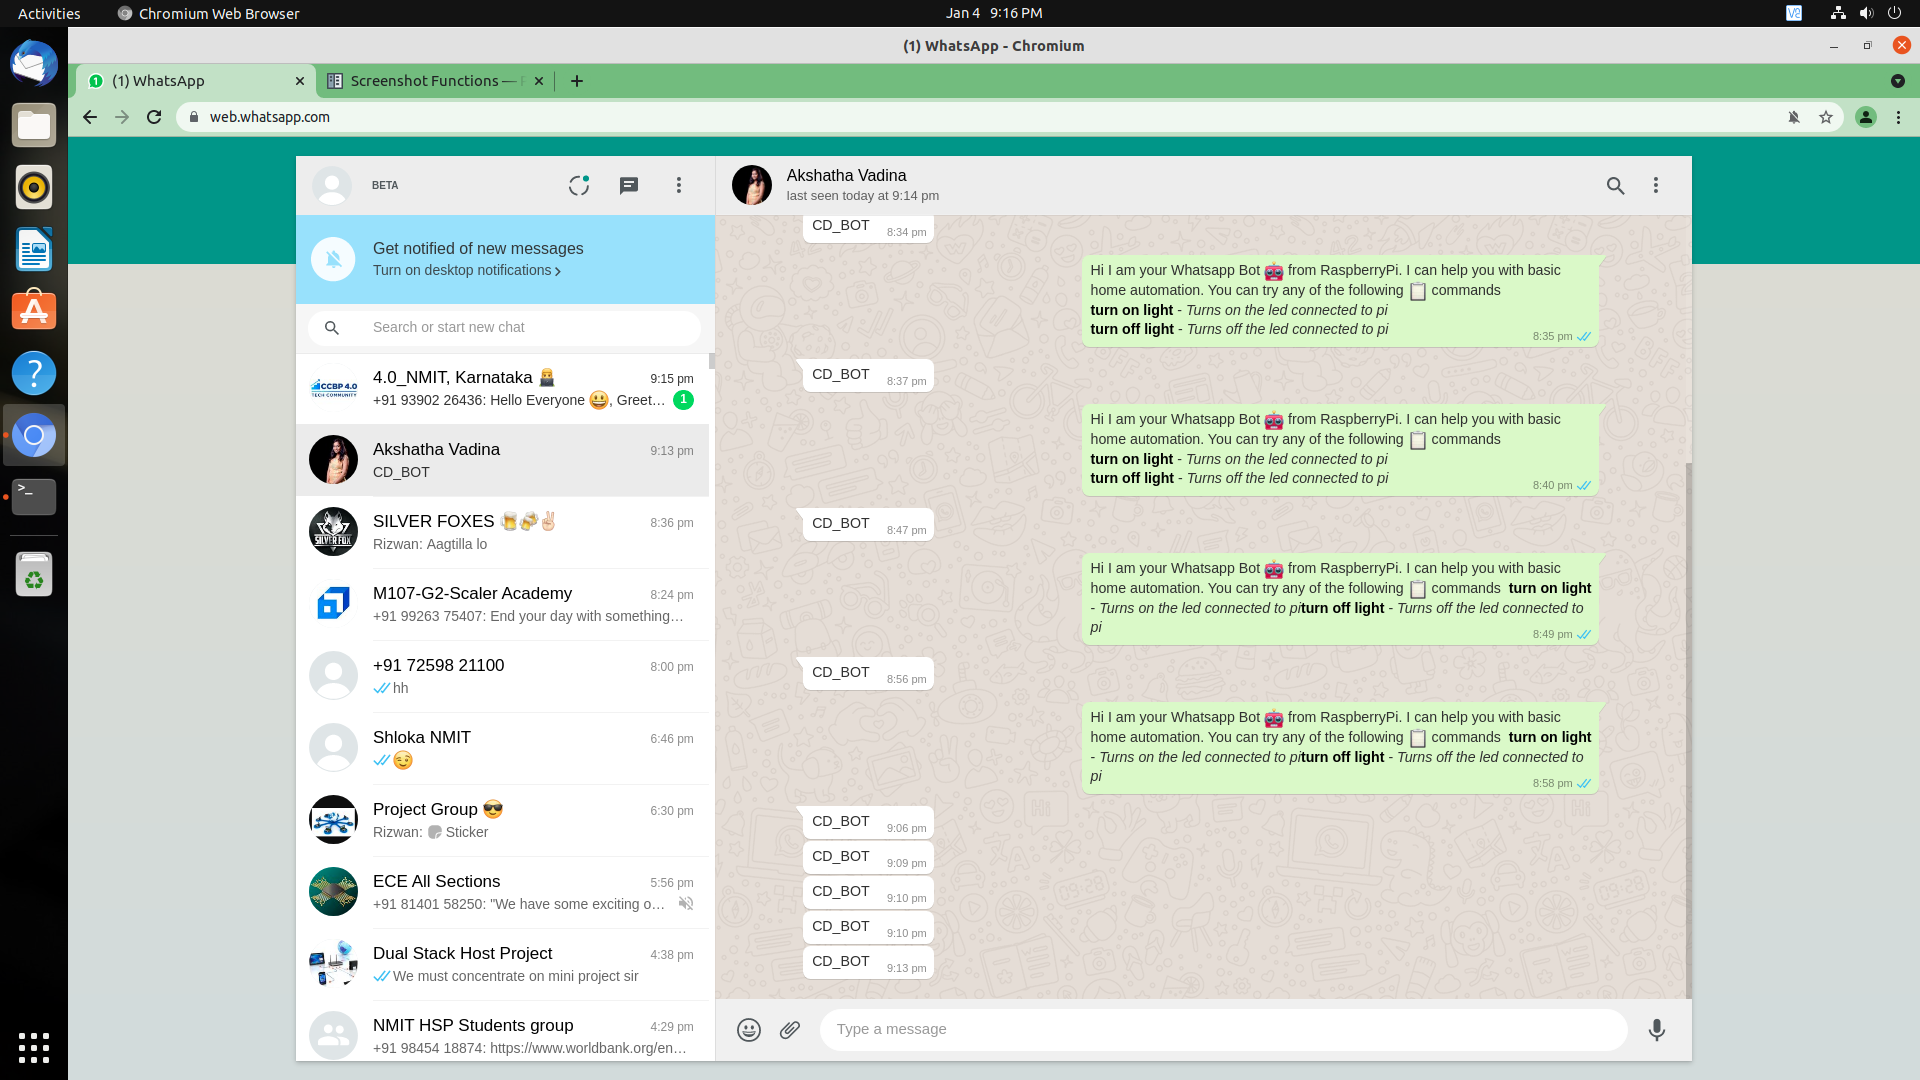 Activities
Chromium Web Browser
Jan 4 9:16 PM
(1) WhatsApp - Chromium
(1) WhatsApp
Screenshot Functions —
web.whatsapp.com
BETA
Get notified of new messages
Turn on desktop notifications
Search or start new chat
4.0_NMIT, Karnataka 👨‍💻
9:15 pm
+91 93902 26436: Hello Everyone 😃, Greet…
1
Akshatha Vadina
9:13 pm
CD_BOT
SILVER FOXES 🍺🍻✌🏻
8:36 pm
Rizwan: Aagtilla lo
M107-G2-Scaler Academy
8:24 pm
+91 99263 75407: End your day with something…
+91 72598 21100
8:00 pm
hh
Shloka NMIT
6:46 pm
😉
Project Group 😎
6:30 pm
Rizwan: Sticker
ECE All Sections
5:56 pm
+91 81401 58250: "We have some exciting o…
Dual Stack Host Project
4:38 pm
We must concentrate on mini project sir
NMIT HSP Students group
4:29 pm
+91 98454 18874: https://www.worldbank.org/en…
CCBP 4.0
TECH COMMUNITY
SILVER FOX
Akshatha Vadina
last seen today at 9:14 pm
CD_BOT
8:34 pm
Hi I am your Whatsapp Bot 🤖 from RaspberryPi. I can help you with basic
home automation. You can try any of the following 📋 commands
turn on light - Turns on the led connected to pi
turn off light - Turns off the led connected to pi
8:35 pm
CD_BOT
8:37 pm
Hi I am your Whatsapp Bot 🤖 from RaspberryPi. I can help you with basic
home automation. You can try any of the following 📋 commands
turn on light - Turns on the led connected to pi
turn off light - Turns off the led connected to pi
8:40 pm
CD_BOT
8:47 pm
Hi I am your Whatsapp Bot 🤖 from RaspberryPi. I can help you with basic
home automation. You can try any of the following 📋 commands turn on light
- Turns on the led connected to piturn off light - Turns off the led connected to
pi
8:49 pm
CD_BOT
8:56 pm
Hi I am your Whatsapp Bot 🤖 from RaspberryPi. I can help you with basic
home automation. You can try any of the following 📋 commands turn on light
- Turns on the led connected to piturn off light - Turns off the led connected to
pi
8:58 pm
CD_BOT
9:06 pm
CD_BOT
9:09 pm
CD_BOT
9:10 pm
CD_BOT
9:10 pm
CD_BOT
9:13 pm
Type a message